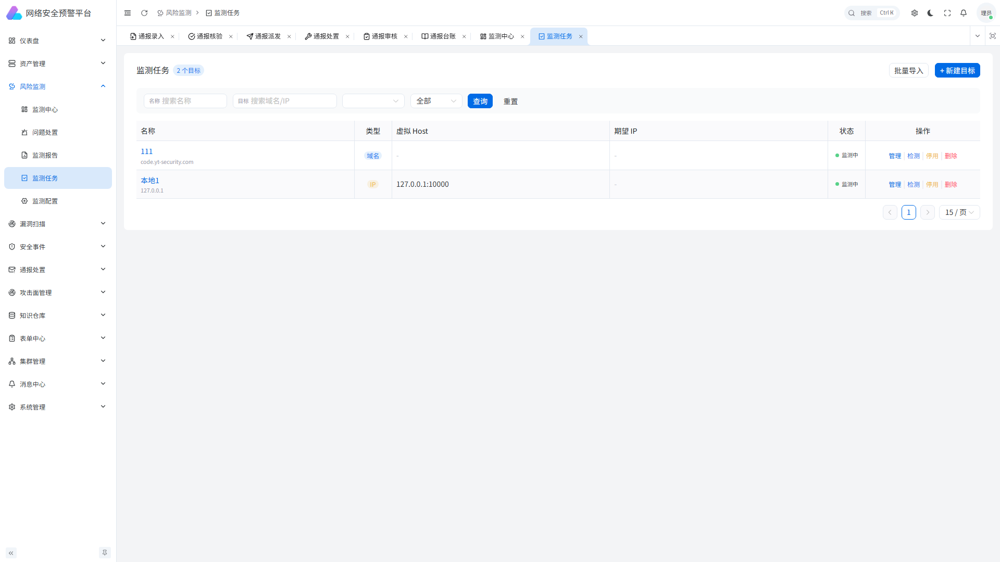 网络安全预警平台
风险监测
监测任务
搜索
Ctrl K
理员
通报录入
通报核验
通报派发
通报处置
通报审核
通报台账
监测中心
监测任务
仪表盘
资产管理
风险监测
监测中心
问题处置
监测报告
监测任务
监测配置
漏洞扫描
安全事件
通报处置
攻击面管理
知识仓库
表单中心
集群管理
消息中心
系统管理
监测任务 2 个目标
批量导入
+ 新建目标
名称 搜索名称
目标 搜索域名/IP
全部
查询
重置
名称 类型 虚拟 Host 期望 IP 状态 操作
111
code.yt-security.com
域名 - - 监测中 管理 检测 停用 删除
本地1
127.0.0.1
IP 127.0.0.1:10000 - 监测中 管理 检测 停用 删除
1
15 / 页